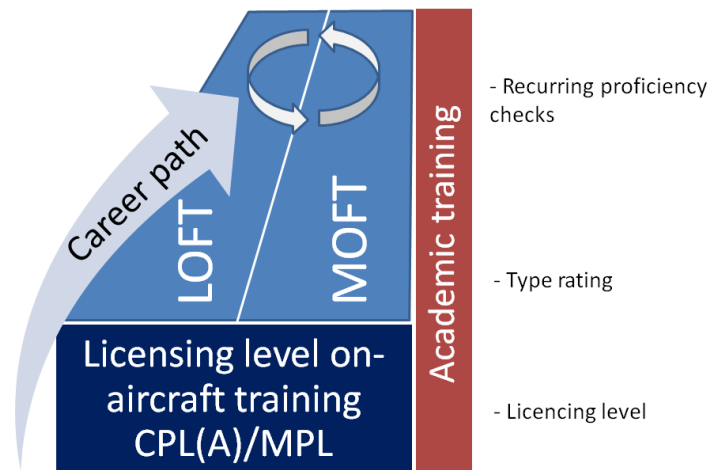 Career path
LOFT
MOFT
Licensing level on-
aircraft training
CPL(A)/MPL
Academic training
- Recurring proficiency
checks
- Type rating
- Licencing level